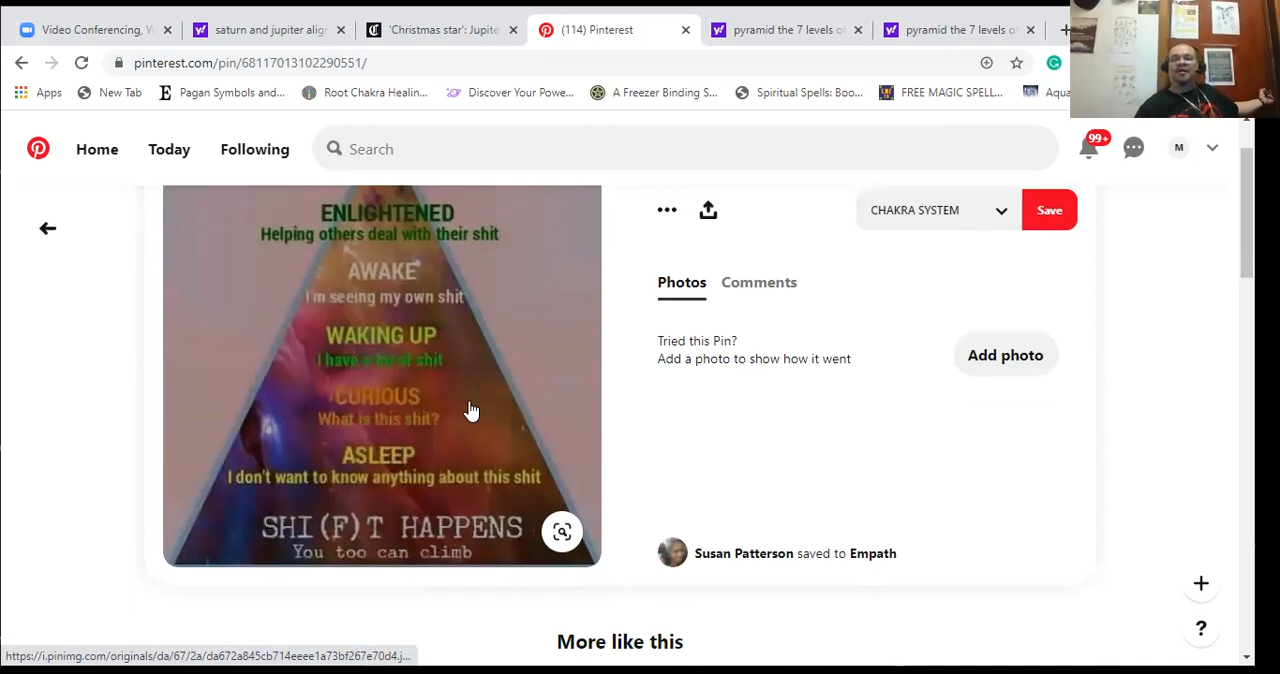 Video Conferencing, W
saturn and jupiter alig
'Christmas star': Jupite
(114) Pinterest
pyramid the 7 levels of
pyramid the 7 levels of
pinterest.com/pin/68117013102290551/
Apps
New Tab
Pagan Symbols and...
Root Chakra Healin...
Discover Your Powe...
A Freezer Binding S...
Spiritual Spells: Boo...
FREE MAGIC SPELL...
Aqua
Home
Today
Following
Search
99+
M
ENLIGHTENED
Helping others deal with their shit
AWAKE
I'm seeing my own shit
WAKING UP
I have a lot of shit
CURIOUS
What is this shit?
ASLEEP
I don't want to know anything about this shit
SHI(F)T HAPPENS
You too can climb
CHAKRA SYSTEM
Save
Photos
Comments
Tried this Pin?
Add a photo to show how it went
Add photo
Susan Patterson saved to Empath
More like this
?
https://i.pinimg.com/originals/da/67/2a/da672a845cb714eeee1a73bf267e70d4.j...